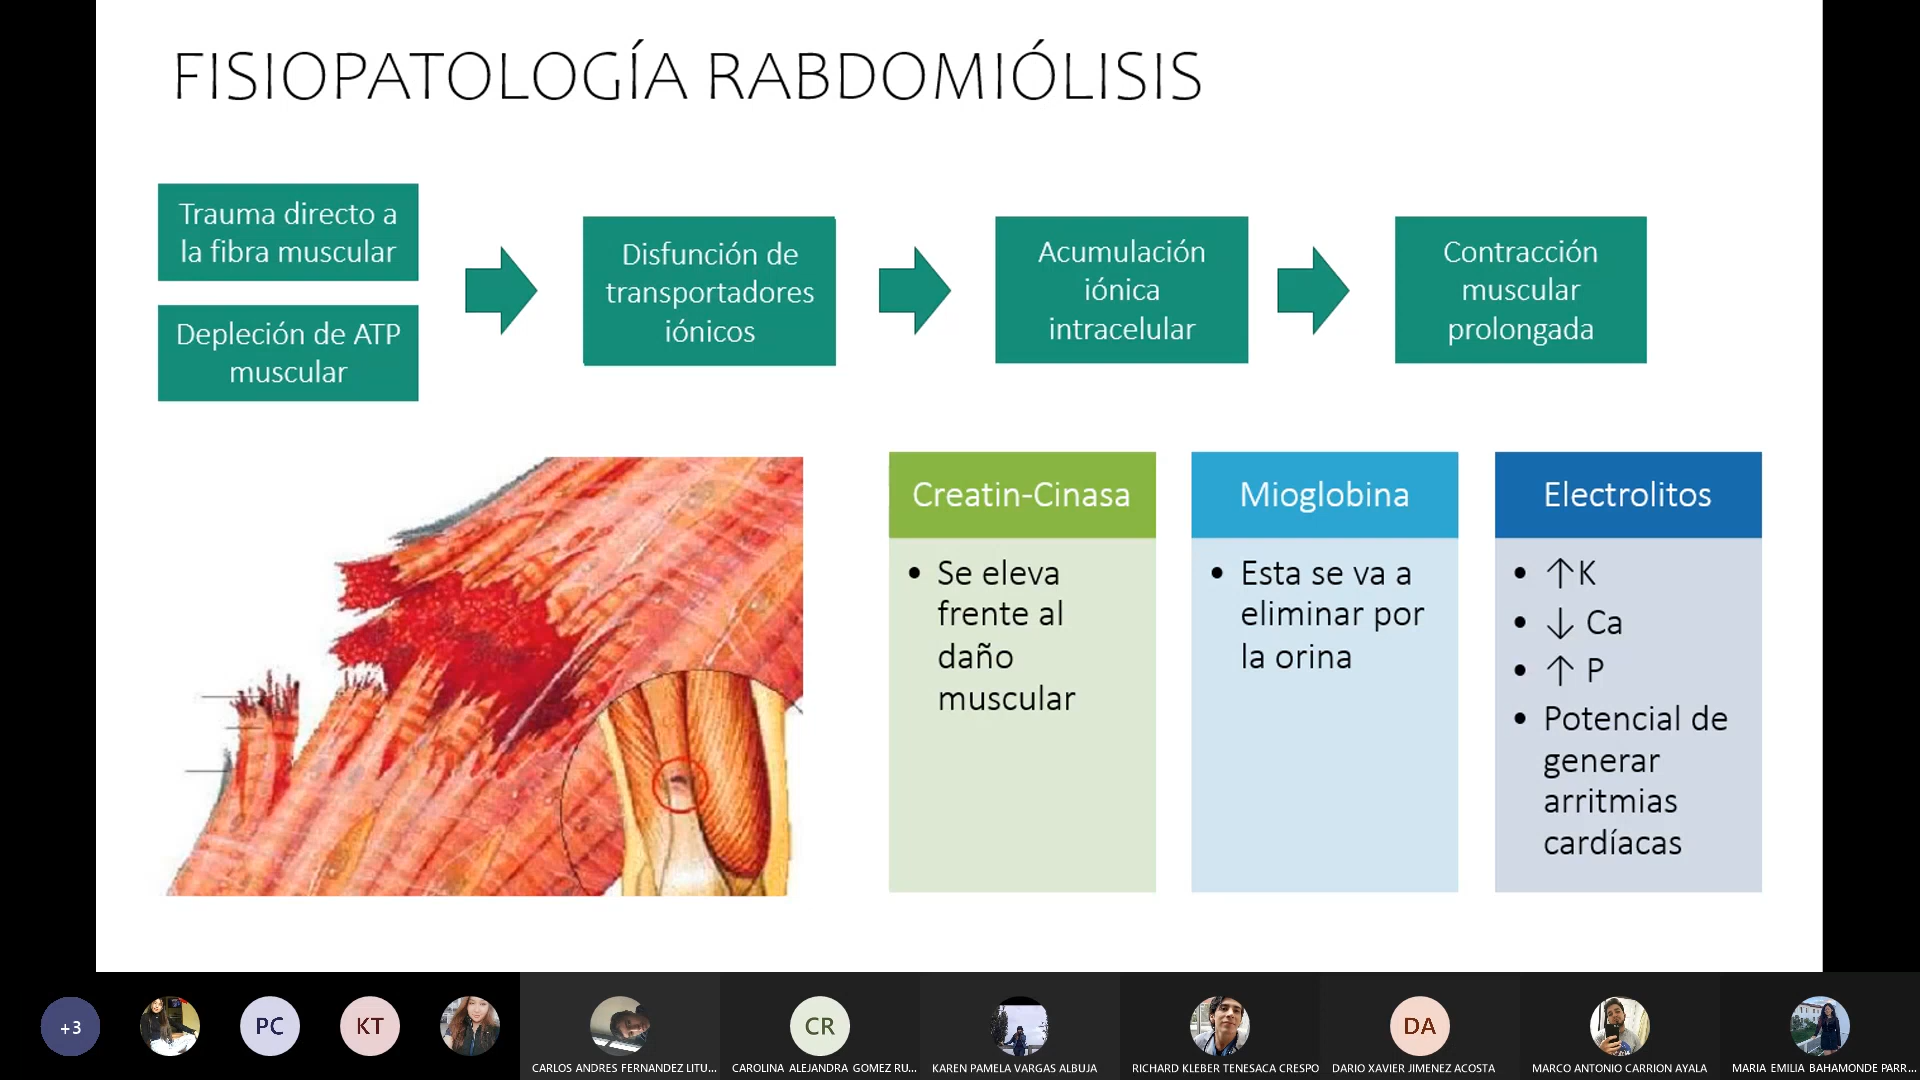 FISIOPATOLOGÍA RABDOMIÓLISIS
Trauma directo a
la fibra muscular
Depleción de ATP
muscular
Disfunción de
transportadores
iónicos
Acumulación
iónica
intracelular
Contracción
muscular
prolongada
Creatin-Cinasa
• Se eleva
frente al
daño
muscular
Mioglobina
• Esta se va a
eliminar por
la orina
Electrolitos
• ↑K
• ↓ Ca
• ↑ P
• Potencial de
generar
arritmias
cardíacas
+3
PC
KT
CARLOS ANDRES FERNANDEZ LITU...
CR
CAROLINA ALEJANDRA GOMEZ RU...
KAREN PAMELA VARGAS ALBUJA
RICHARD KLEBER TENESACA CRESPO
DA
DARIO XAVIER JIMENEZ ACOSTA
MARCO ANTONIO CARRION AYALA
MARIA EMILIA BAHAMONDE PARR...